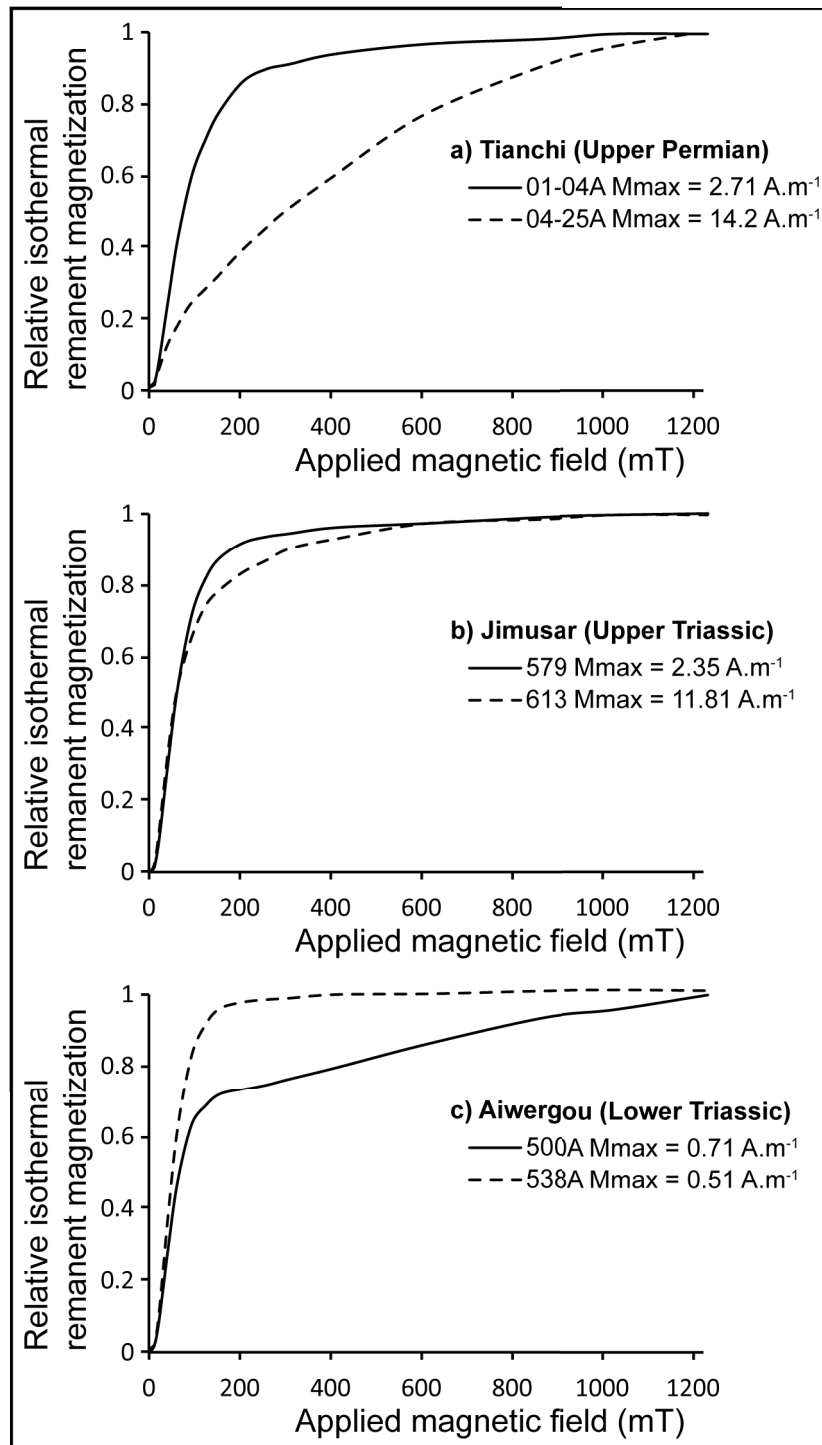 Relative isothermal
remanent magnetization
1
0.8
0.6
0.4
0.2
0
a) Tianchi (Upper Permian)
01-04A Mmax = 2.71 A.m⁻¹
04-25A Mmax = 14.2 A.m⁻¹
0 200 400 600 800 1000 1200
Applied magnetic field (mT)
Relative isothermal
remanent magnetization
1
0.8
0.6
0.4
0.2
0
b) Jimusar (Upper Triassic)
579 Mmax = 2.35 A.m⁻¹
613 Mmax = 11.81 A.m⁻¹
0 200 400 600 800 1000 1200
Applied magnetic field (mT)
Relative isothermal
remanent magnetization
1
0.8
0.6
0.4
0.2
0
c) Aiwergou (Lower Triassic)
500A Mmax = 0.71 A.m⁻¹
538A Mmax = 0.51 A.m⁻¹
0 200 400 600 800 1000 1200
Applied magnetic field (mT)